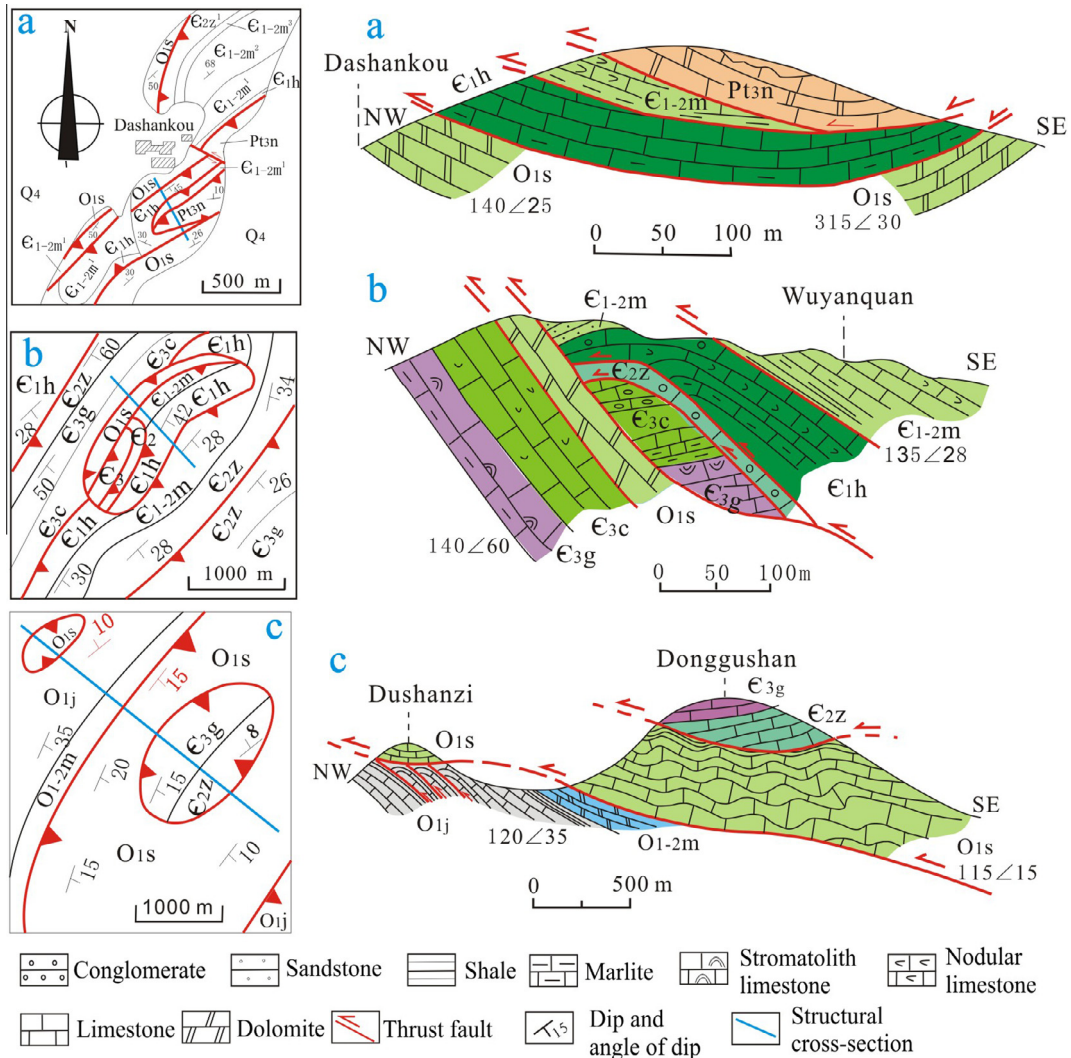 a
N
Є2z¹
Є1-2m³
Є1-2m²
O1s
68
50
Є1h
Є1-2m¹
Dashankou
Pt3n
Є1-2m¹
O1s
45
10
Q4
O1s
Є1h
Pt3n
50
30
26
Q4
Є1-2m¹
Є1h
O1s
Є1-2m¹
30
500 m
a
Dashankou
Є1h
NW
Pt3n
Є1-2m
SE
O1s
140∠25
O1s
315∠30
0 50 100 m
b
60
Є3c
Є1h
Є1h
Є2z
Є1-2m
Є3g
O1s
42
Є1h
34
28
Є2
28
50
Є3
Є1h
Є2z
26
Є3c
Є1h
Є1-2m
Є2z
28
Є3g
30
1000 m
b
Є1-2m
Wuyanquan
NW
SE
Є2z
Є3c
Є1-2m
135∠28
Є3g
Є1h
O1s
Є3c
140∠60
Є3g
0 50 100m
c
O1s
10
O1s
O1j
15
35
Є3g
8
O1-2m
20
15
Є2z
O1s
15
10
1000 m
O1j
c
Donggushan
Dushanzi
Є3g
Є2z
O1s
NW
SE
O1j
120∠35
O1-2m
O1s
115∠15
0 500 m
Conglomerate
Sandstone
Shale
Marlite
Stromatolith
limestone
Nodular
limestone
Limestone
Dolomite
Thrust fault
15
Dip and
angle of dip
Structural
cross-section